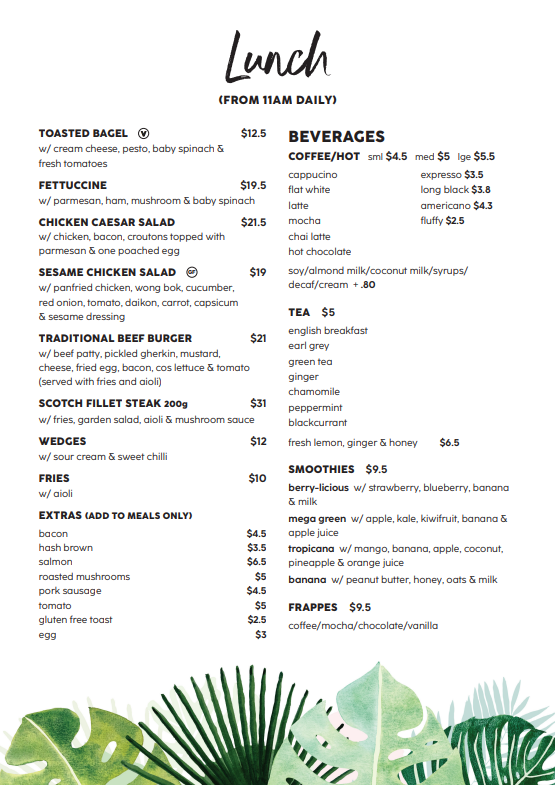 Lunch
(FROM 11AM DAILY)
TOASTED BAGEL V $12.5
w/ cream cheese, pesto, baby spinach &
fresh tomatoes
FETTUCCINE $19.5
w/ parmesan, ham, mushroom & baby spinach
CHICKEN CAESAR SALAD $21.5
w/ chicken, bacon, croutons topped with
parmesan & one poached egg
SESAME CHICKEN SALAD GF $19
w/ panfried chicken, wong bok, cucumber,
red onion, tomato, daikon, carrot, capsicum
& sesame dressing
TRADITIONAL BEEF BURGER $21
w/ beef patty, pickled gherkin, mustard,
cheese, fried egg, bacon, cos lettuce & tomato
(served with fries and aioli)
SCOTCH FILLET STEAK 200g $31
w/ fries, garden salad, aioli & mushroom sauce
WEDGES $12
w/ sour cream & sweet chilli
FRIES $10
w/ aioli
EXTRAS (ADD TO MEALS ONLY)
bacon $4.5
hash brown $3.5
salmon $6.5
roasted mushrooms $5
pork sausage $4.5
tomato $5
gluten free toast $2.5
egg $3
BEVERAGES
COFFEE/HOT sml $4.5 med $5 lge $5.5
cappucino expresso $3.5
flat white long black $3.8
latte americano $4.3
mocha fluffy $2.5
chai latte
hot chocolate
soy/almond milk/coconut milk/syrups/
decaf/cream + .80
TEA $5
english breakfast
earl grey
green tea
ginger
chamomile
peppermint
blackcurrant
fresh lemon, ginger & honey $6.5
SMOOTHIES $9.5
berry-licious w/ strawberry, blueberry, banana
& milk
mega green w/ apple, kale, kiwifruit, banana &
apple juice
tropicana w/ mango, banana, apple, coconut,
pineapple & orange juice
banana w/ peanut butter, honey, oats & milk
FRAPPES $9.5
coffee/mocha/chocolate/vanilla